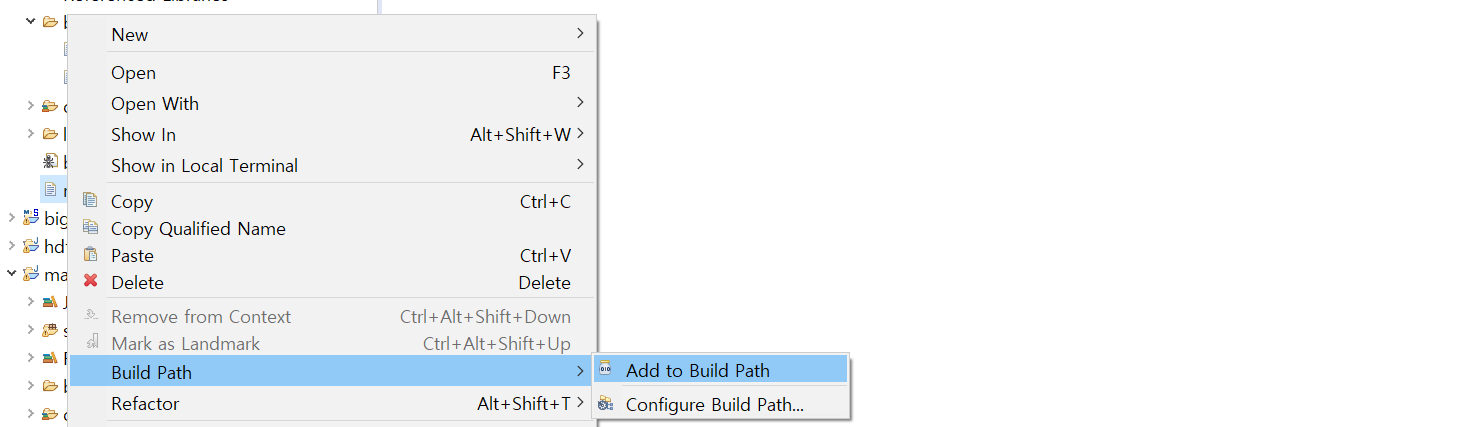 Referenced Libraries
New
Open F3
Open With
Show In Alt+Shift+W
Show in Local Terminal
Copy Ctrl+C
Copy Qualified Name
big
Paste Ctrl+V
hd
Delete Delete
ma
Remove from Context Ctrl+Alt+Shift+Down
Mark as Landmark Ctrl+Alt+Shift+Up
Build Path
Add to Build Path
Refactor Alt+Shift+T
Configure Build Path...